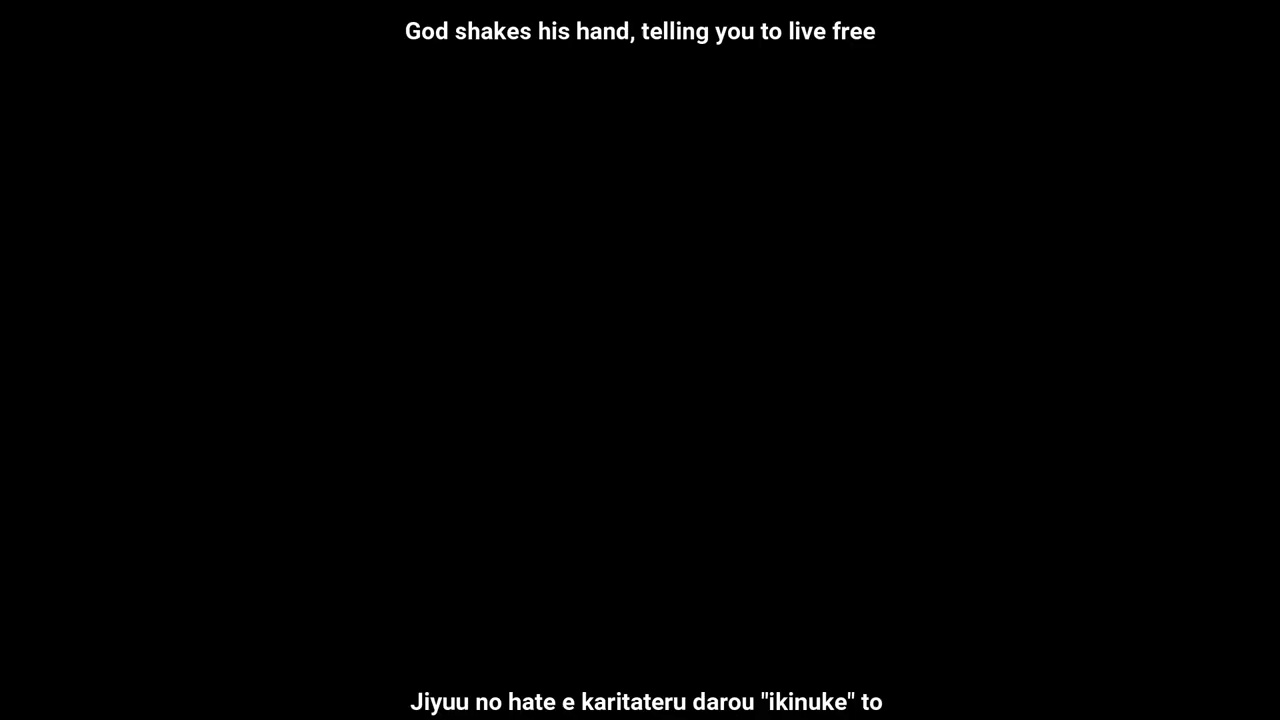 God shakes his hand, telling you to live free
Jiyuu no hate e karitateru darou "ikinuke" to